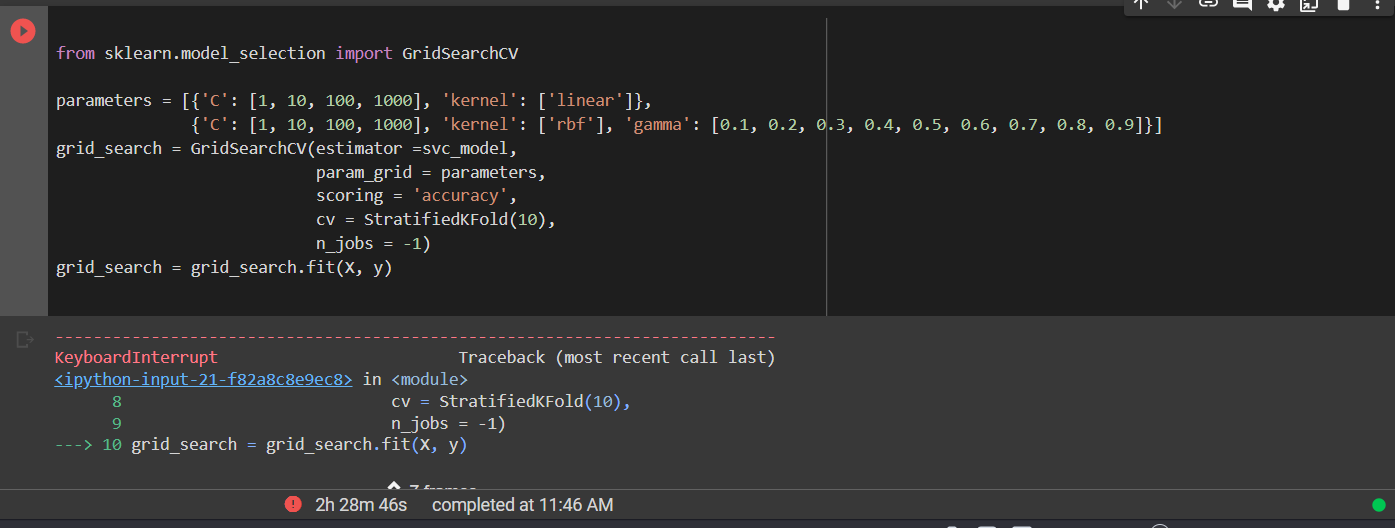 from sklearn.model_selection import GridSearchCV
parameters = [{'C': [1, 10, 100, 1000], 'kernel': ['linear']},
{'C': [1, 10, 100, 1000], 'kernel': ['rbf'], 'gamma': [0.1, 0.2, 0.3, 0.4, 0.5, 0.6, 0.7, 0.8, 0.9]}]
grid_search = GridSearchCV(estimator =svc_model,
param_grid = parameters,
scoring = 'accuracy',
cv = StratifiedKFold(10),
n_jobs = -1)
grid_search = grid_search.fit(X, y)
---------------------------------------------------------------------------
KeyboardInterrupt Traceback (most recent call last)
<ipython-input-21-f82a8c8e9ec8> in <module>
8 cv = StratifiedKFold(10),
9 n_jobs = -1)
---> 10 grid_search = grid_search.fit(X, y)
2h 28m 46s completed at 11:46 AM